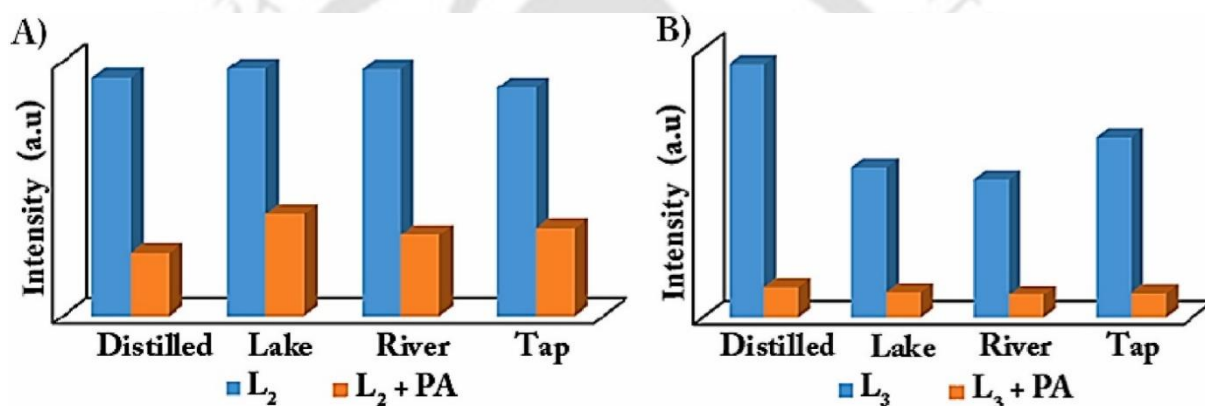 A)
Intensity (a.u)
Distilled Lake River Tap
L₂ L₂ + PA
B)
Intensity (a.u)
Distilled Lake River Tap
L₃ L₃ + PA